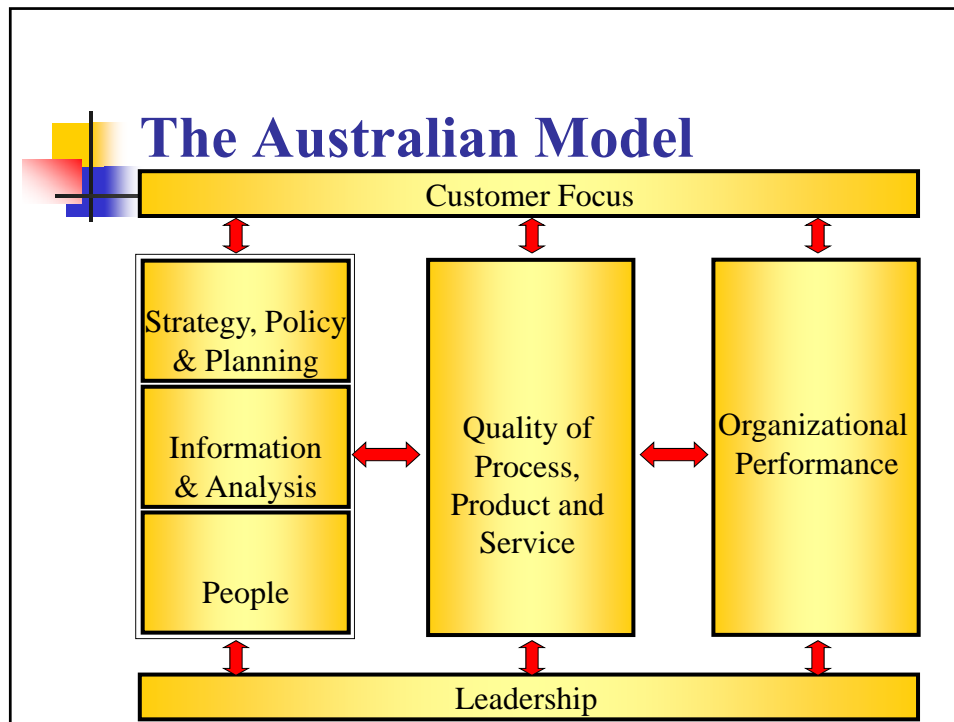 The Australian Model
Customer Focus
Strategy, Policy
& Planning
Information
& Analysis
People
Quality of
Process,
Product and
Service
Organizational
Performance
Leadership